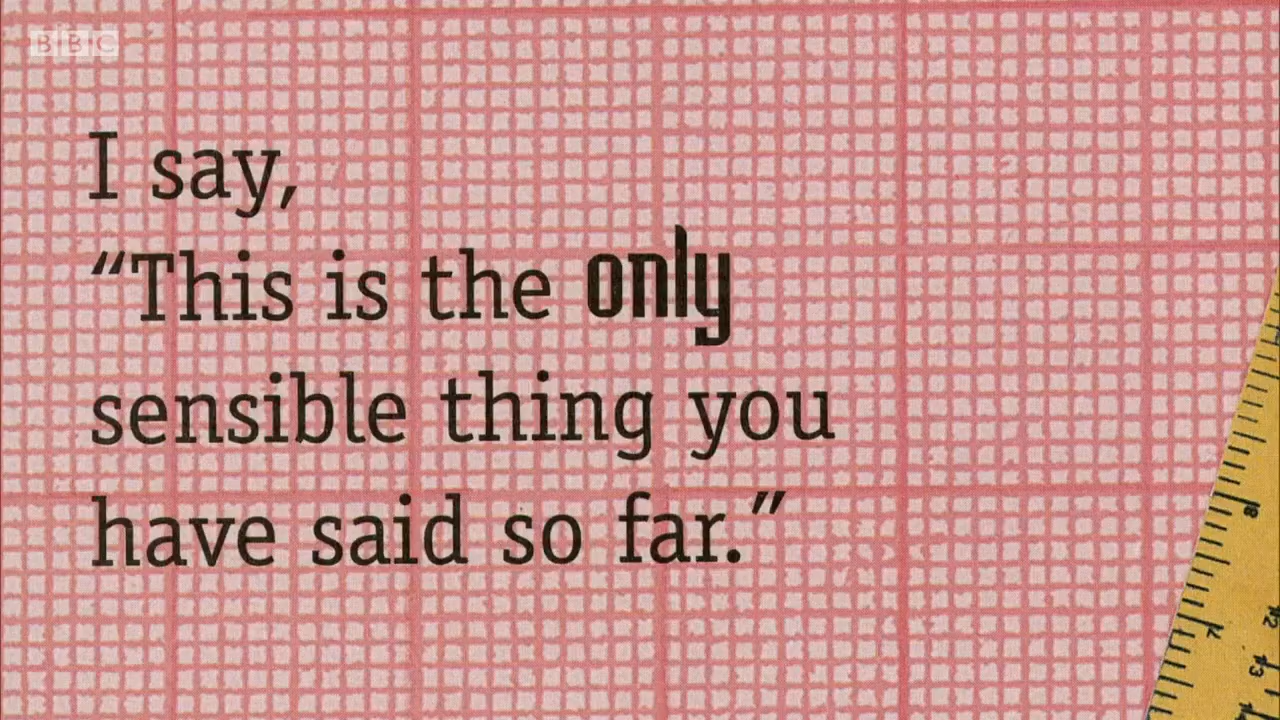 BBC
I say,
“This is the only
sensible thing you
have said so far.”